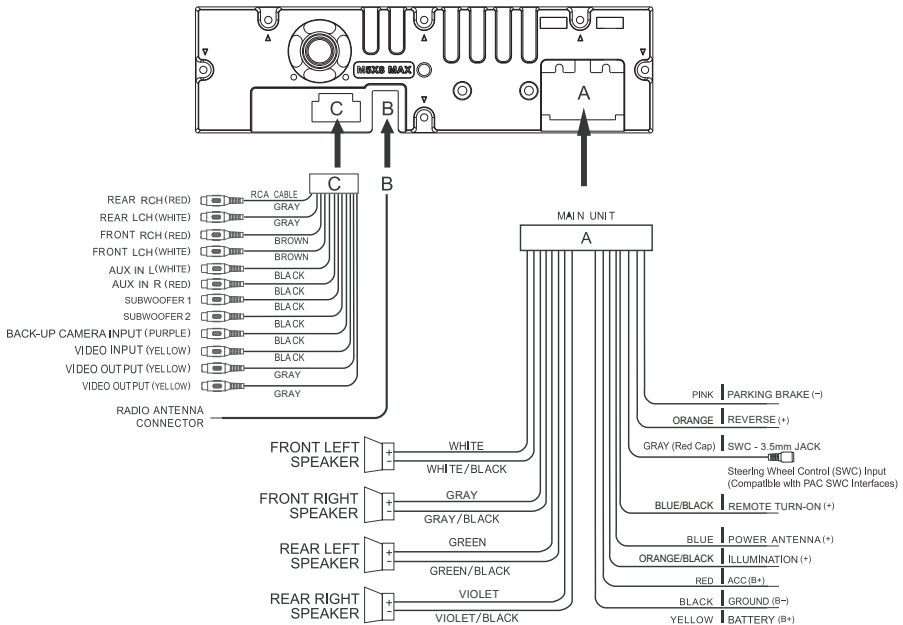 M5X8 MAX
A
C
B
C
B
MAIN UNIT
A
REAR RCH (RED)
RCA CABLE
GRAY
REAR LCH (WHITE)
GRAY
FRONT RCH (RED)
BROWN
FRONT LCH (WHITE)
BROWN
AUX IN L (WHITE)
BLACK
AUX IN R (RED)
BLACK
SUBWOOFER 1
BLACK
SUBWOOFER 2
BLACK
BACK-UP CAMERA INPUT (PURPLE)
BLACK
VIDEO INPUT (YELLOW)
BLACK
VIDEO OUTPUT (YELLOW)
GRAY
VIDEO OUTPUT (YELLOW)
GRAY
RADIO ANTENNA
CONNECTOR
FRONT LEFT
SPEAKER
+
−
WHITE
WHITE/BLACK
FRONT RIGHT
SPEAKER
+
−
GRAY
GRAY/BLACK
REAR LEFT
SPEAKER
+
−
GREEN
GREEN/BLACK
REAR RIGHT
SPEAKER
+
−
VIOLET
VIOLET/BLACK
PINK PARKING BRAKE (−)
ORANGE REVERSE (+)
GRAY (Red Cap) SWC - 3.5mm JACK
Steering Wheel Control (SWC) Input
(Compatible with PAC SWC Interfaces)
BLUE/BLACK REMOTE TURN-ON (+)
BLUE POWER ANTENNA (+)
ORANGE/BLACK ILLUMINATION (+)
RED ACC (B+)
BLACK GROUND (B−)
YELLOW BATTERY (B+)